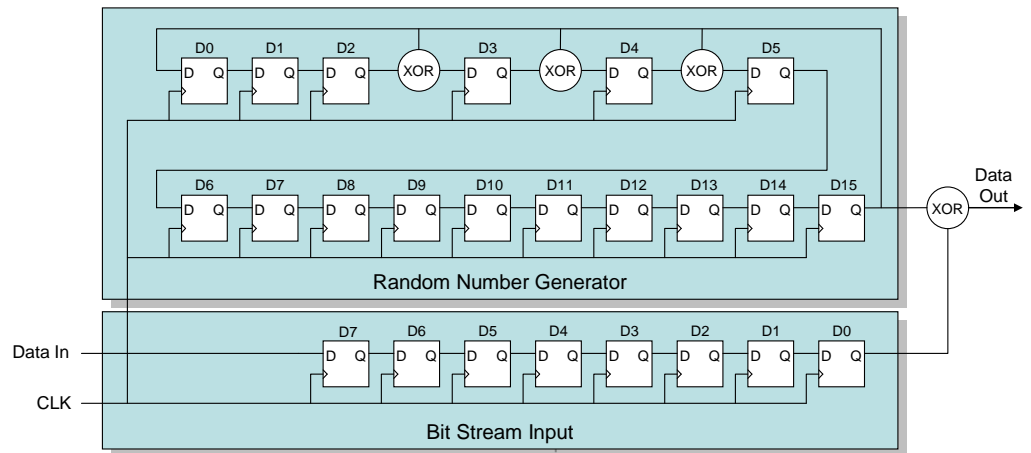 D0 D1 D2 D3 D4 D5
XOR XOR XOR
D Q D Q D Q D Q D Q D Q
D6 D7 D8 D9 D10 D11 D12 D13 D14 D15
D Q D Q D Q D Q D Q D Q D Q D Q D Q D Q
XOR
Data
Out
Random Number Generator
D7 D6 D5 D4 D3 D2 D1 D0
Data In
D Q D Q D Q D Q D Q D Q D Q D Q
CLK
Bit Stream Input